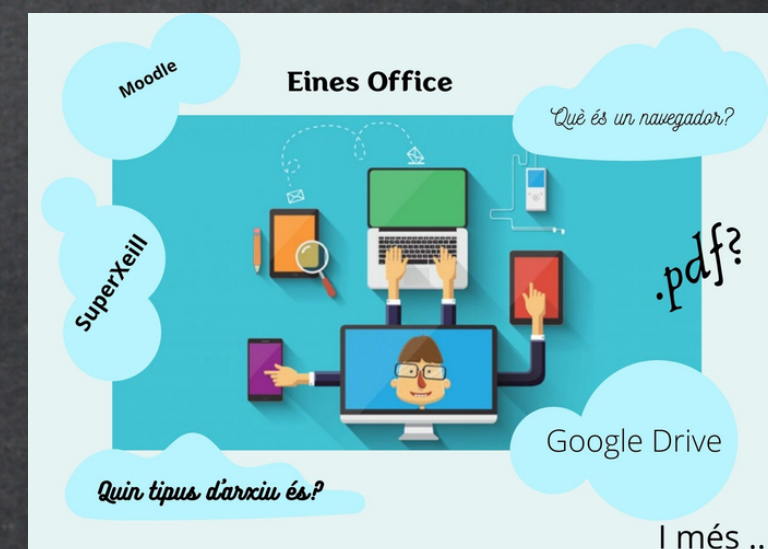 Moodle
Eines Office
Què és un navegador?
SuperXeill
.pdf?
Google Drive
Quin tipus d'arxiu és?
I més ..